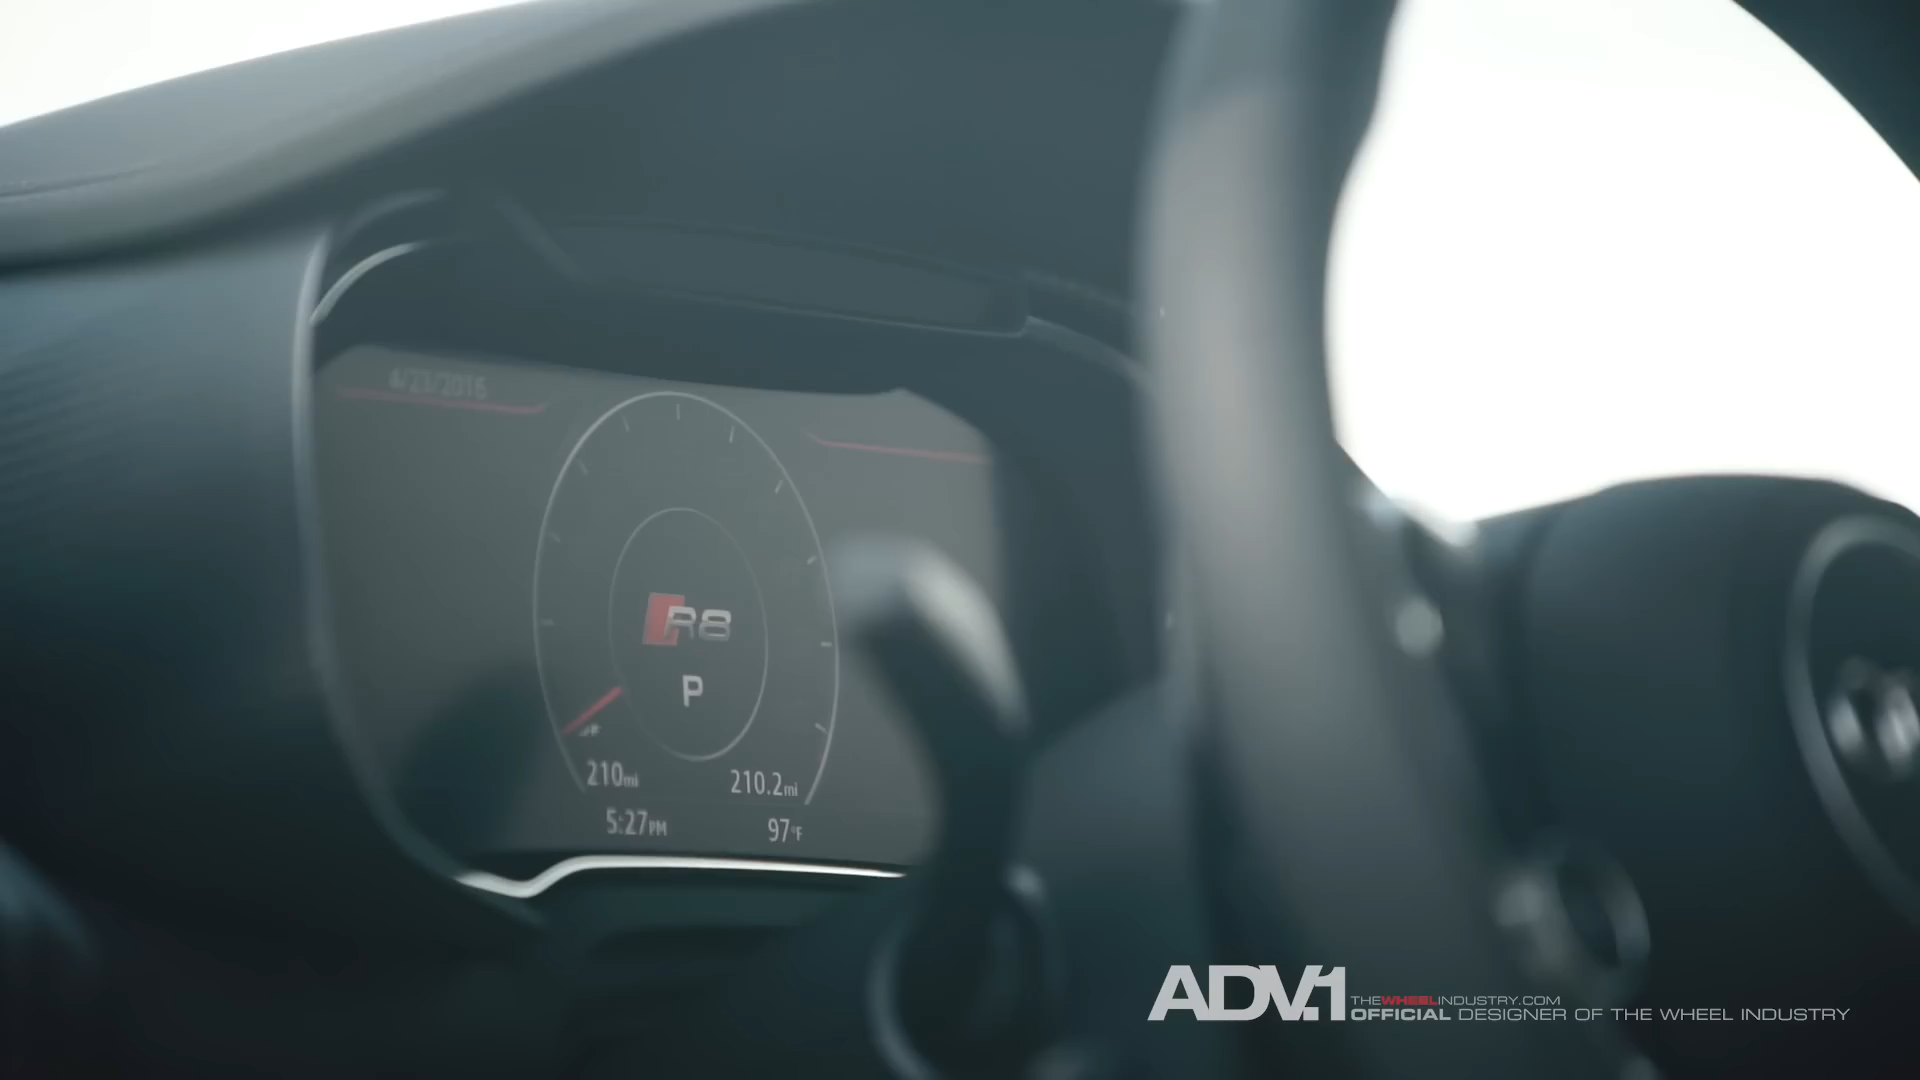 4/23/2016
R8
P
210mi 210.2mi
5:27PM 97°F
ADV.1 THEWHEELINDUSTRY.COM
OFFICIAL DESIGNER OF THE WHEEL INDUSTRY